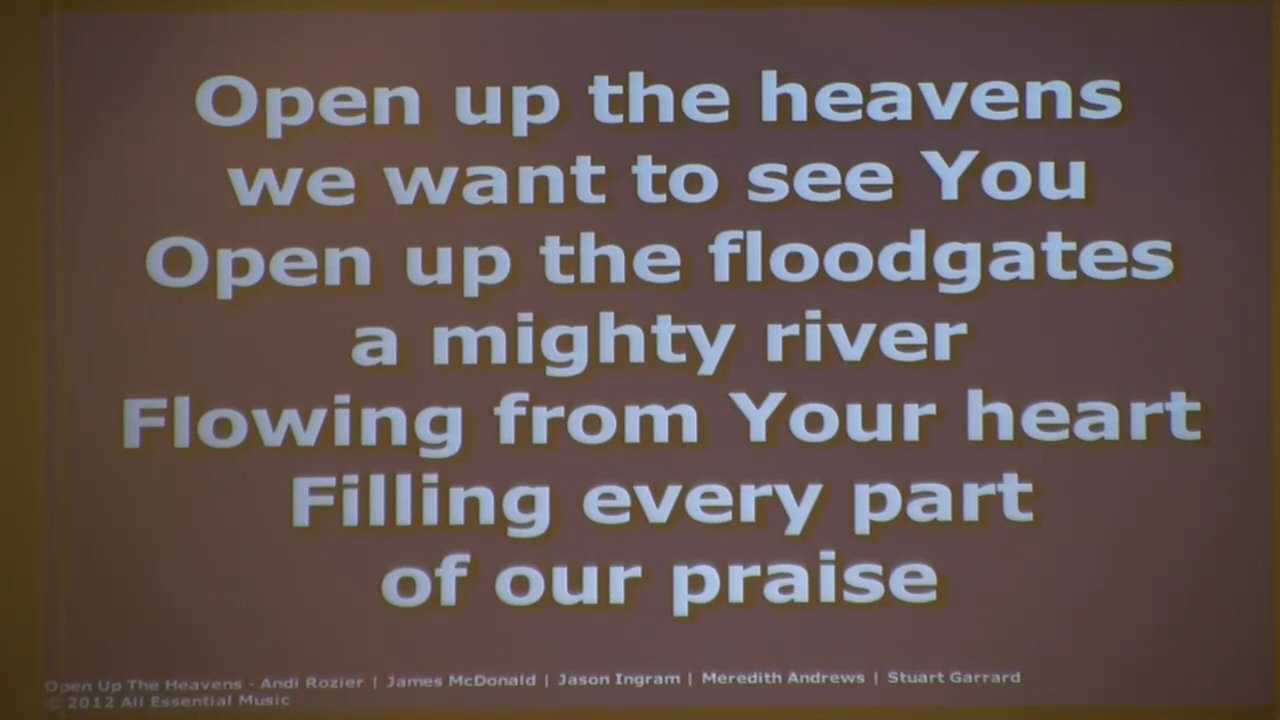 Open up the heavens
we want to see You
Open up the floodgates
a mighty river
Flowing from Your heart
Filling every part
of our praise
Open Up The Heavens - Andi Rozier | James McDonald | Jason Ingram | Meredith Andrews | Stuart Garrard
© 2012 All Essential Music